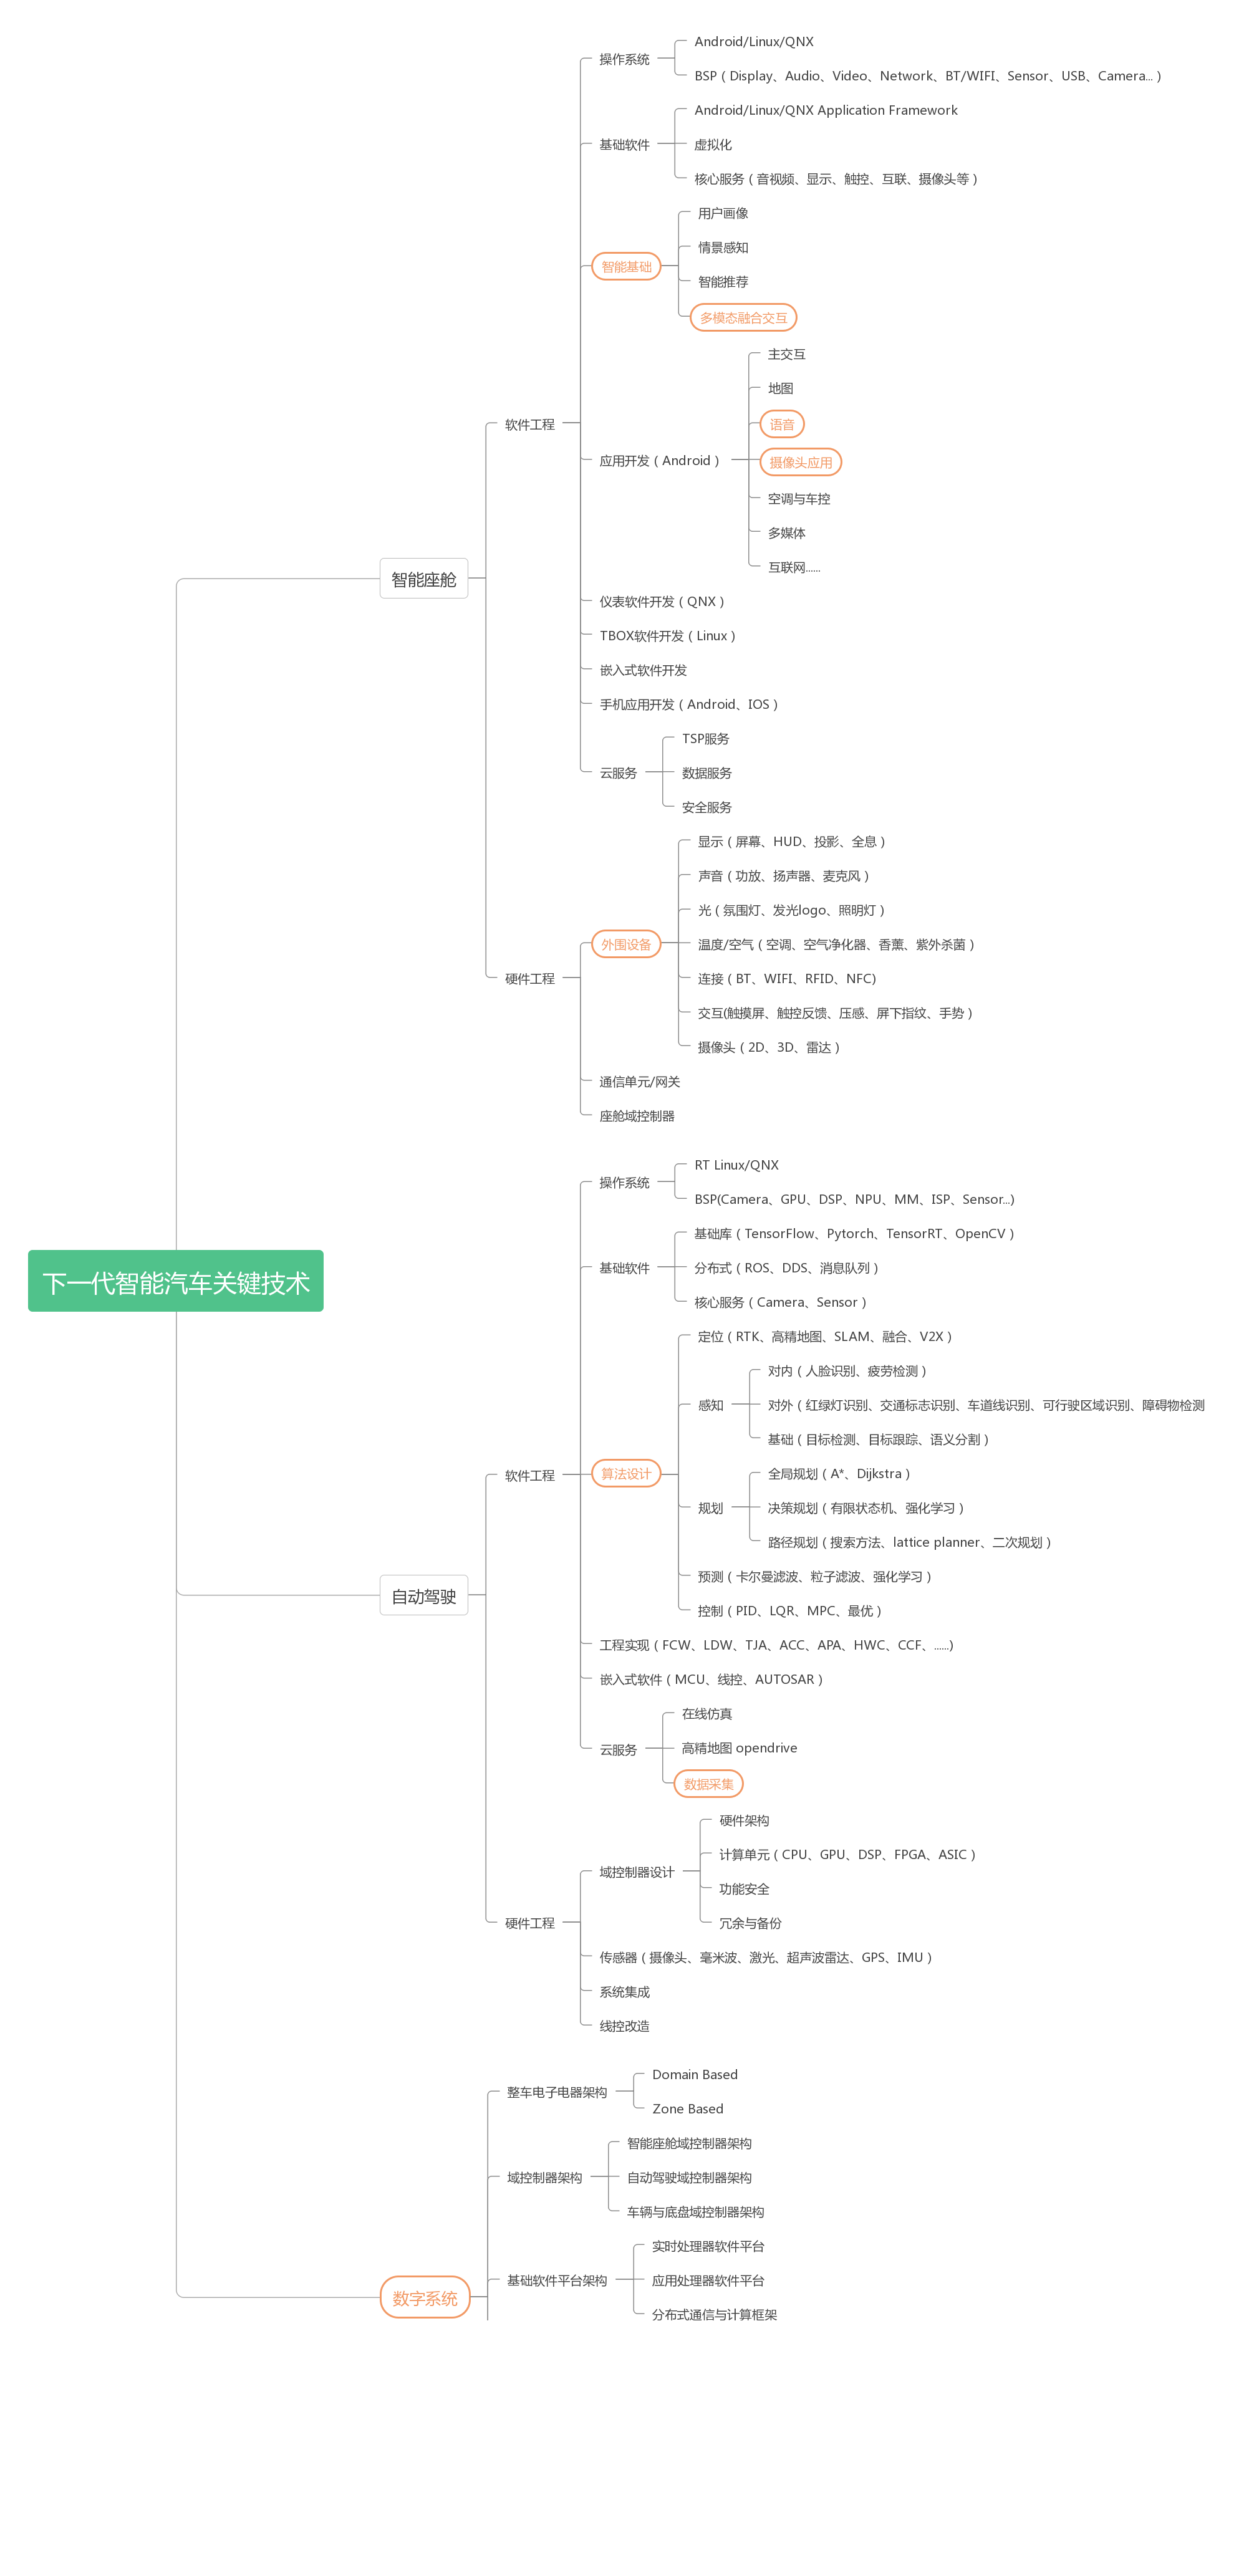 下一代智能汽车关键技术
智能座舱
软件工程
操作系统
Android/Linux/QNX
BSP（Display、Audio、Video、Network、BT/WIFI、Sensor、USB、Camera...）
基础软件
Android/Linux/QNX Application Framework
虚拟化
核心服务（音视频、显示、触控、互联、摄像头等）
智能基础
用户画像
情景感知
智能推荐
多模态融合交互
应用开发（Android）
主交互
地图
语音
摄像头应用
空调与车控
多媒体
互联网......
仪表软件开发（QNX）
TBOX软件开发（Linux）
嵌入式软件开发
手机应用开发（Android、IOS）
云服务
TSP服务
数据服务
安全服务
硬件工程
外围设备
显示（屏幕、HUD、投影、全息）
声音（功放、扬声器、麦克风）
光（氛围灯、发光logo、照明灯）
温度/空气（空调、空气净化器、香薰、紫外杀菌）
连接（BT、WIFI、RFID、NFC)
交互(触摸屏、触控反馈、压感、屏下指纹、手势）
摄像头（2D、3D、雷达）
通信单元/网关
座舱域控制器
自动驾驶
软件工程
操作系统
RT Linux/QNX
BSP(Camera、GPU、DSP、NPU、MM、ISP、Sensor...)
基础软件
基础库（TensorFlow、Pytorch、TensorRT、OpenCV）
分布式（ROS、DDS、消息队列）
核心服务（Camera、Sensor）
算法设计
定位（RTK、高精地图、SLAM、融合、V2X）
感知
对内（人脸识别、疲劳检测）
对外（红绿灯识别、交通标志识别、车道线识别、可行驶区域识别、障碍物检测
基础（目标检测、目标跟踪、语义分割）
规划
全局规划（A*、Dijkstra）
决策规划（有限状态机、强化学习）
路径规划（搜索方法、lattice planner、二次规划）
预测（卡尔曼滤波、粒子滤波、强化学习）
控制（PID、LQR、MPC、最优）
工程实现（FCW、LDW、TJA、ACC、APA、HWC、CCF、......)
嵌入式软件（MCU、线控、AUTOSAR）
云服务
在线仿真
高精地图 opendrive
数据采集
硬件工程
域控制器设计
硬件架构
计算单元（CPU、GPU、DSP、FPGA、ASIC）
功能安全
冗余与备份
传感器（摄像头、毫米波、激光、超声波雷达、GPS、IMU）
系统集成
线控改造
数字系统
整车电子电器架构
Domain Based
Zone Based
域控制器架构
智能座舱域控制器架构
自动驾驶域控制器架构
车辆与底盘域控制器架构
基础软件平台架构
实时处理器软件平台
应用处理器软件平台
分布式通信与计算框架